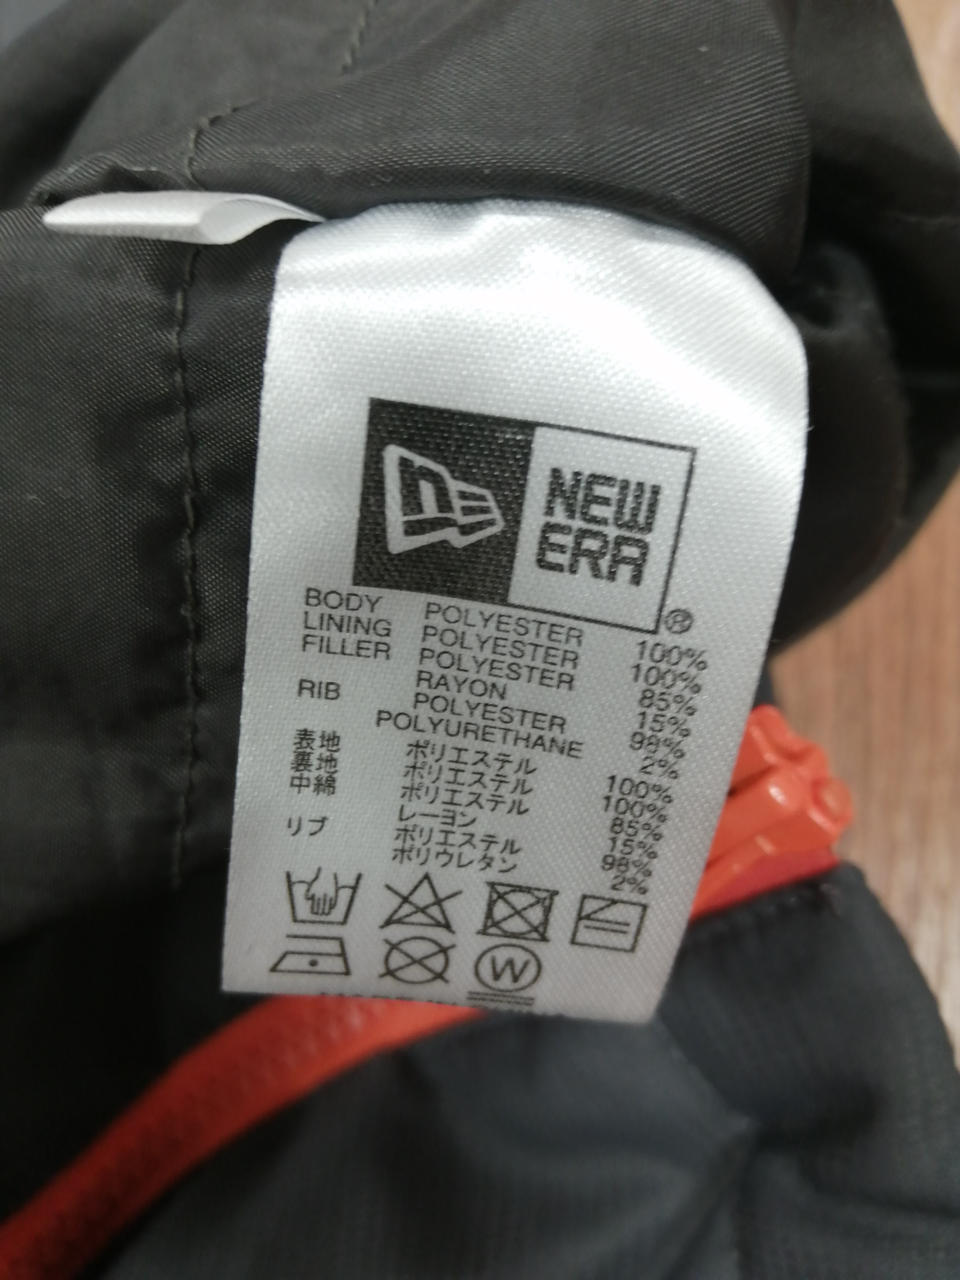 n
NEW
ERA
®
BODY POLYESTER 100%
LINING POLYESTER 100%
FILLER POLYESTER 85%
RAYON 15%
RIB POLYESTER 98%
POLYURETHANE 2%
表地 ポリエステル 100%
裏地 ポリエステル 100%
中綿 ポリエステル 85%
レーヨン 15%
リブ ポリエステル 98%
ポリウレタン 2%
W